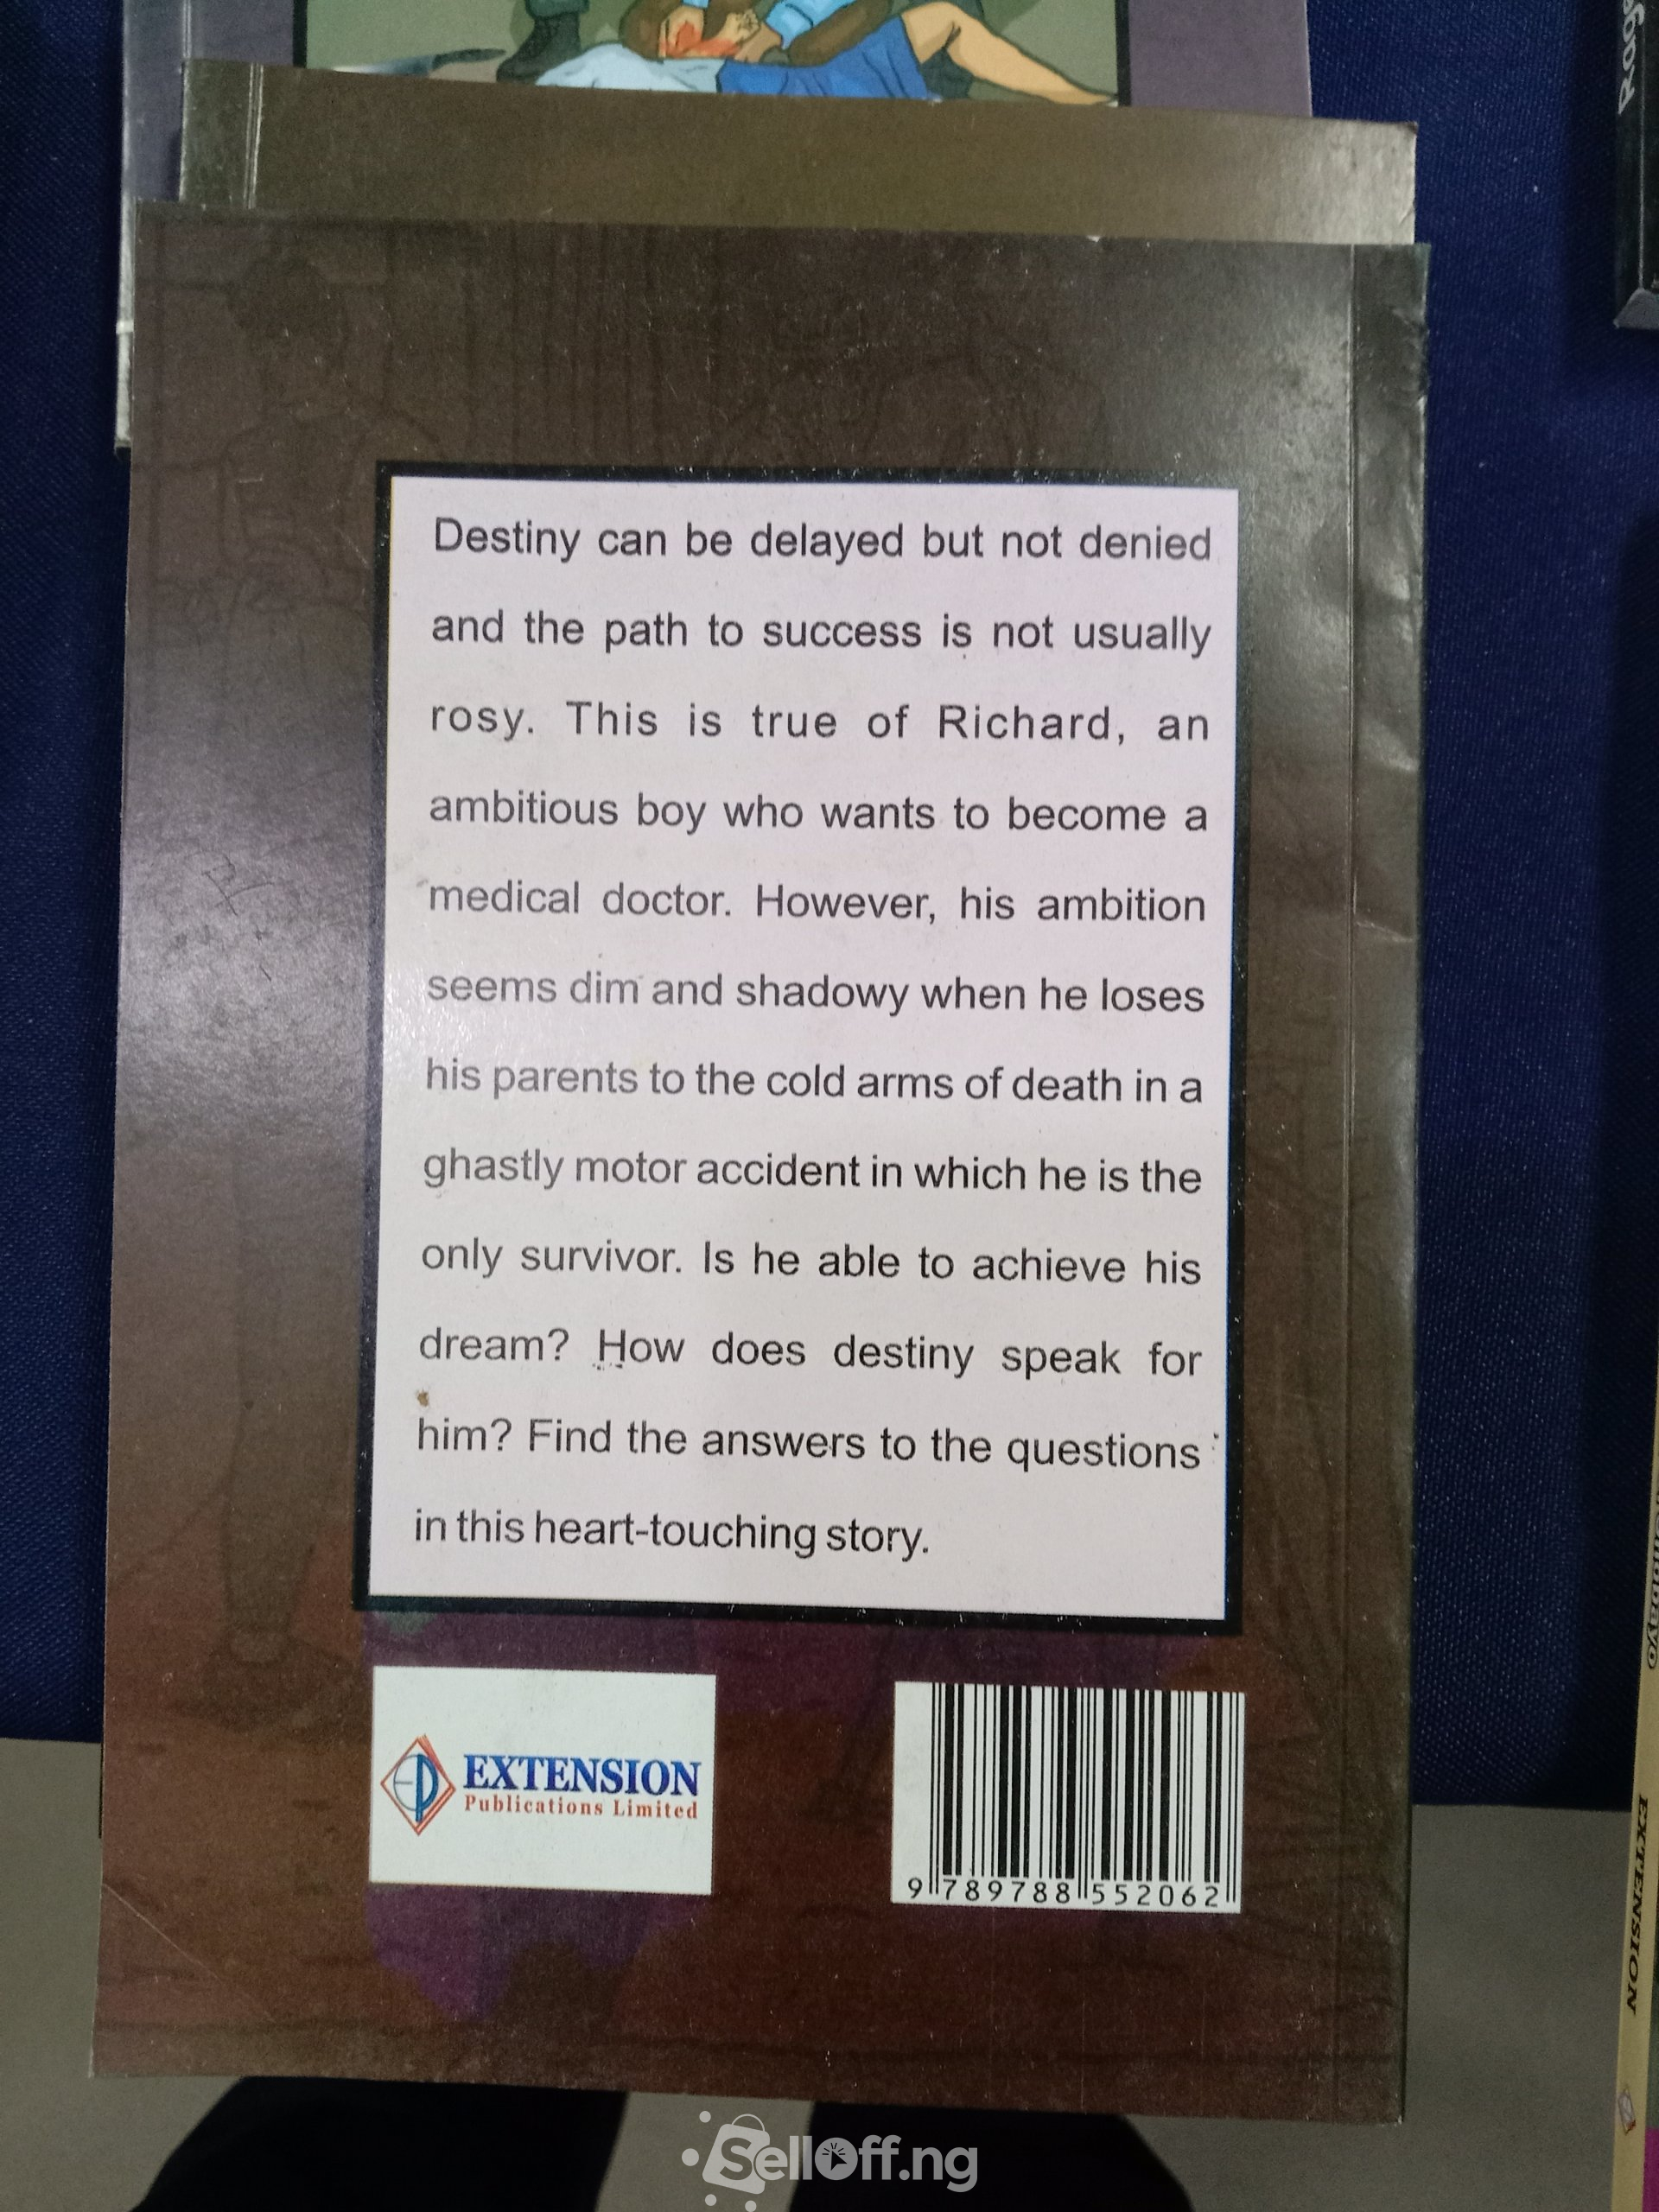 Destiny can be delayed but not denied
and the path to success is not usually
rosy. This is true of Richard, an
ambitious boy who wants to become a
medical doctor. However, his ambition
seems dim and shadowy when he loses
his parents to the cold arms of death in a
ghastly motor accident in which he is the
only survivor. Is he able to achieve his
dream? How does destiny speak for
him? Find the answers to the questions
in this heart-touching story.
EXTENSION
Publications Limited
9 789788 552062
EXTENSION
SellOff.ng